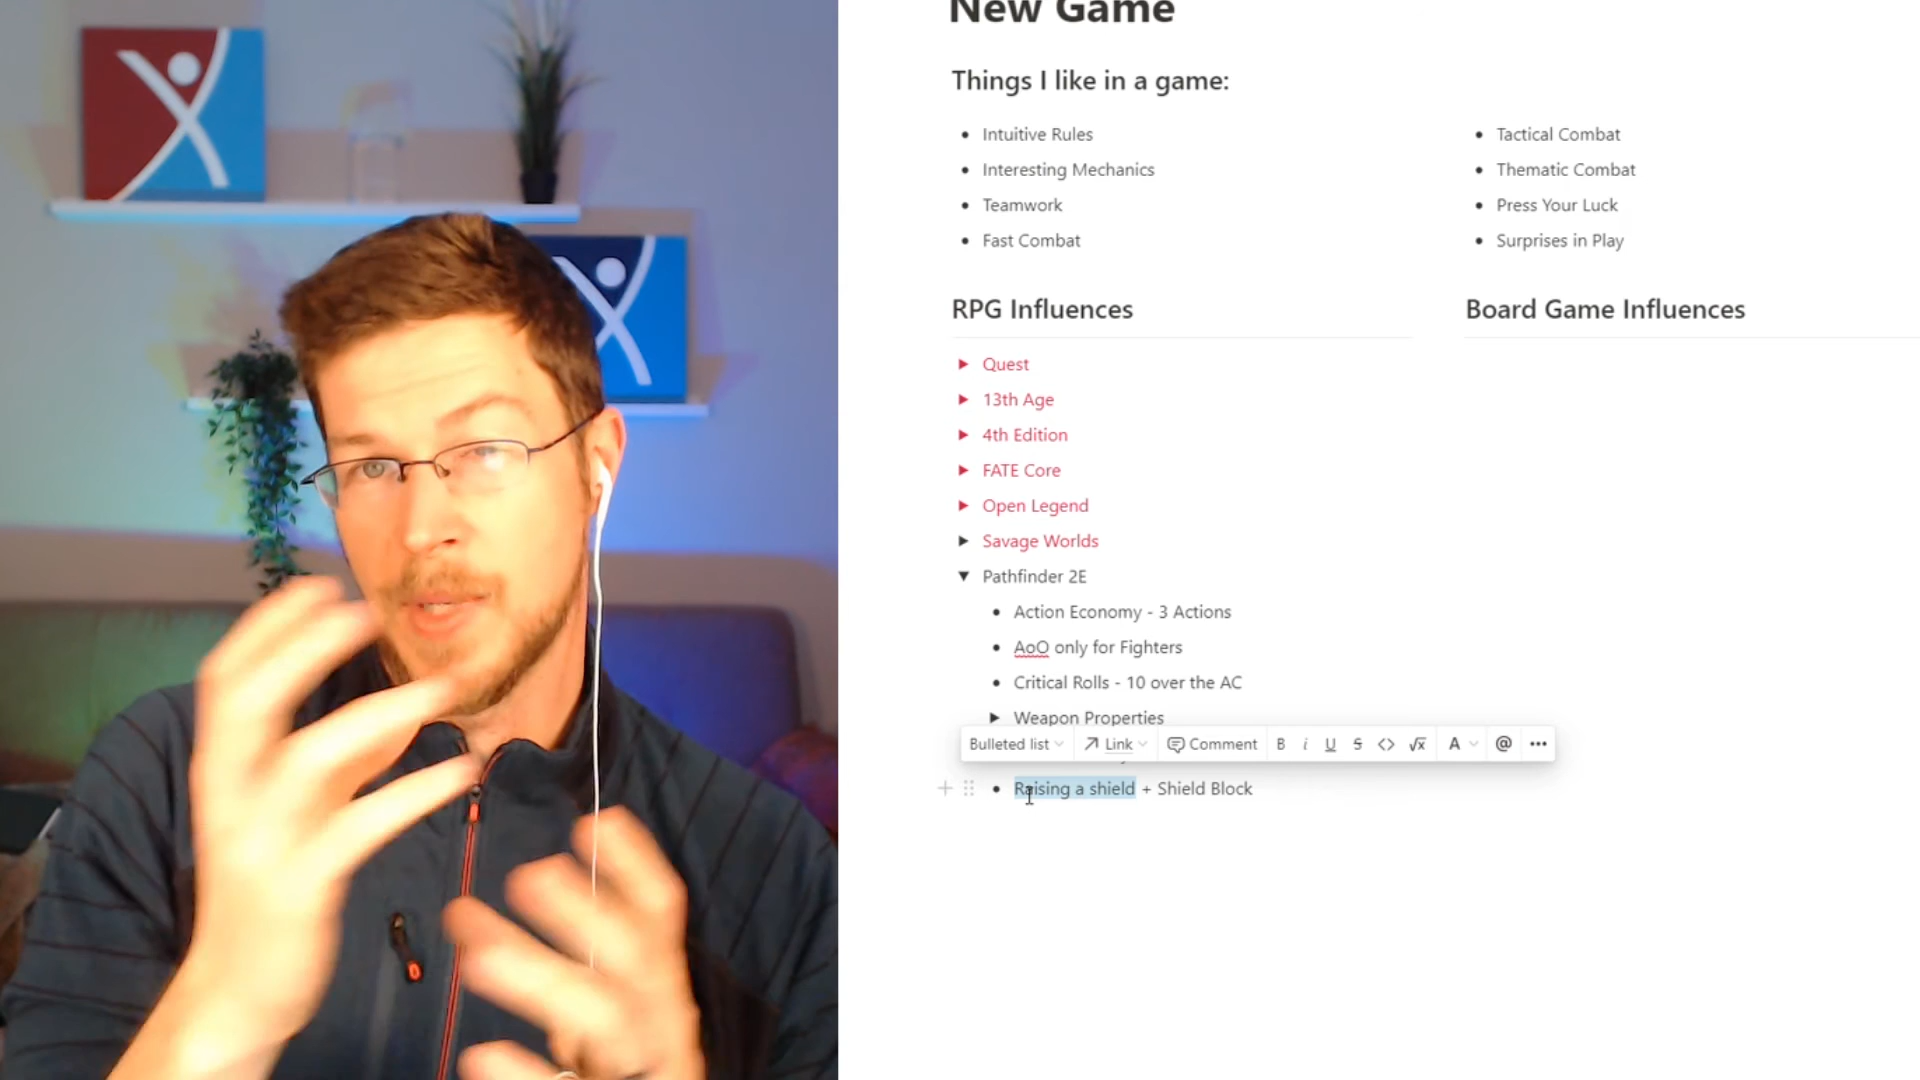 New Game
Things I like in a game:
Intuitive Rules
Interesting Mechanics
Teamwork
Fast Combat
Tactical Combat
Thematic Combat
Press Your Luck
Surprises in Play
RPG Influences
Quest
13th Age
4th Edition
FATE Core
Open Legend
Savage Worlds
Pathfinder 2E
Action Economy - 3 Actions
AoO only for Fighters
Critical Rolls - 10 over the AC
Weapon Properties
Bulleted list Link Comment B i U S <> √x A @ •••
Raising a shield + Shield Block
Board Game Influences